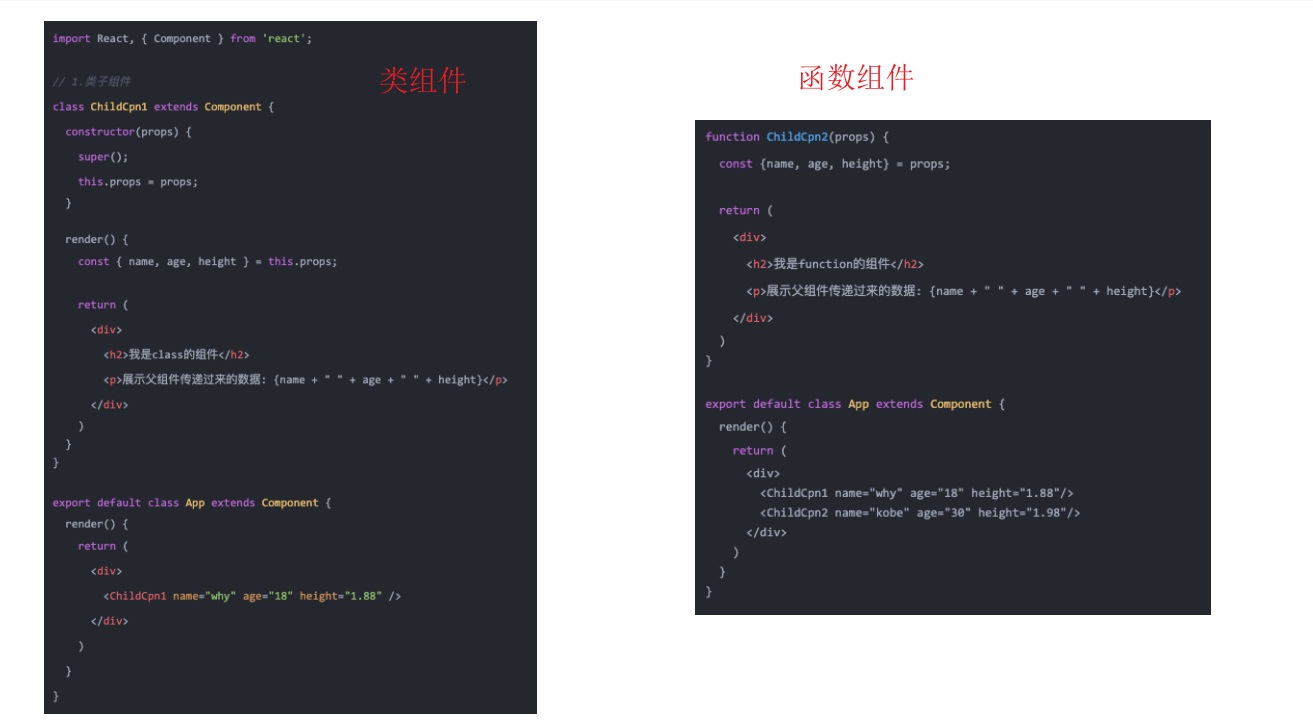 import React, { Component } from 'react';
// 1.类子组件
类组件
class ChildCpn1 extends Component {
constructor(props) {
super();
this.props = props;
}
render() {
const { name, age, height } = this.props;
return (
<div>
<h2>我是class的组件</h2>
<p>展示父组件传递过来的数据: {name + " " + age + " " + height}</p>
</div>
)
}
}
export default class App extends Component {
render() {
return (
<div>
<ChildCpn1 name="why" age="18" height="1.88" />
</div>
)
}
}
函数组件
function ChildCpn2(props) {
const {name, age, height} = props;
return (
<div>
<h2>我是function的组件</h2>
<p>展示父组件传递过来的数据: {name + " " + age + " " + height}</p>
</div>
)
}
export default class App extends Component {
render() {
return (
<div>
<ChildCpn1 name="why" age="18" height="1.88"/>
<ChildCpn2 name="kobe" age="30" height="1.98"/>
</div>
)
}
}